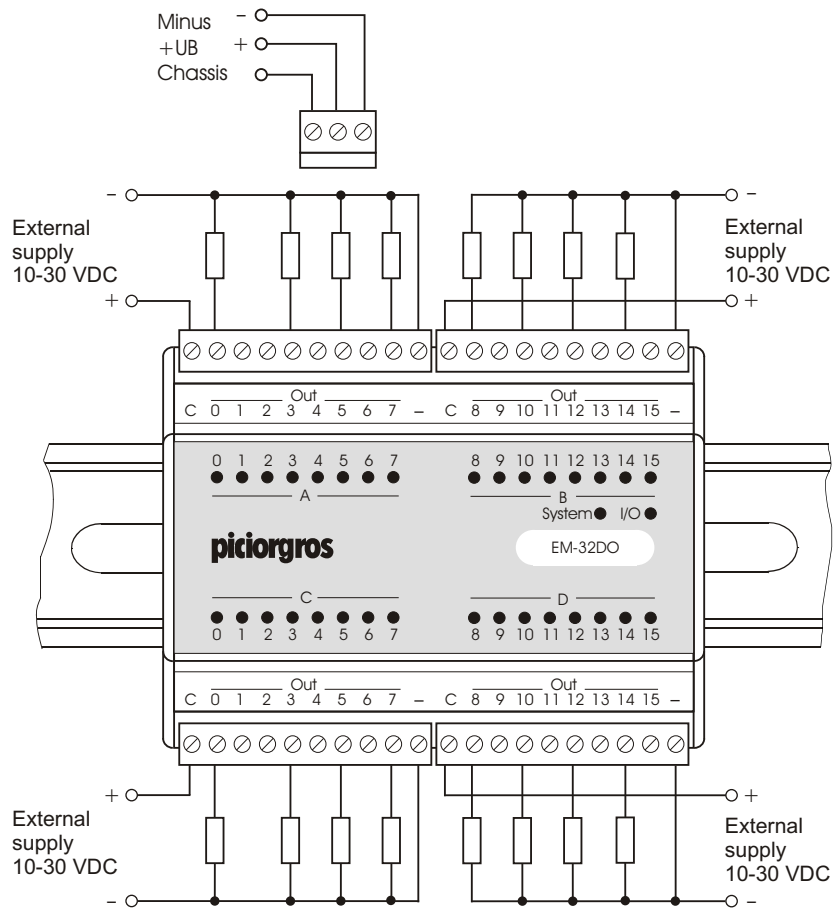 Minus -
+UB +
Chassis
- -
External supply 10-30 VDC
External supply 10-30 VDC
+ +
Out Out
C 0 1 2 3 4 5 6 7 – C 8 9 10 11 12 13 14 15 –
0 1 2 3 4 5 6 7 8 9 10 11 12 13 14 15
A B
System I/O
piciorgros EM-32DO
C D
0 1 2 3 4 5 6 7 8 9 10 11 12 13 14 15
Out Out
C 0 1 2 3 4 5 6 7 – C 8 9 10 11 12 13 14 15 –
+ +
External supply 10-30 VDC
External supply 10-30 VDC
- -